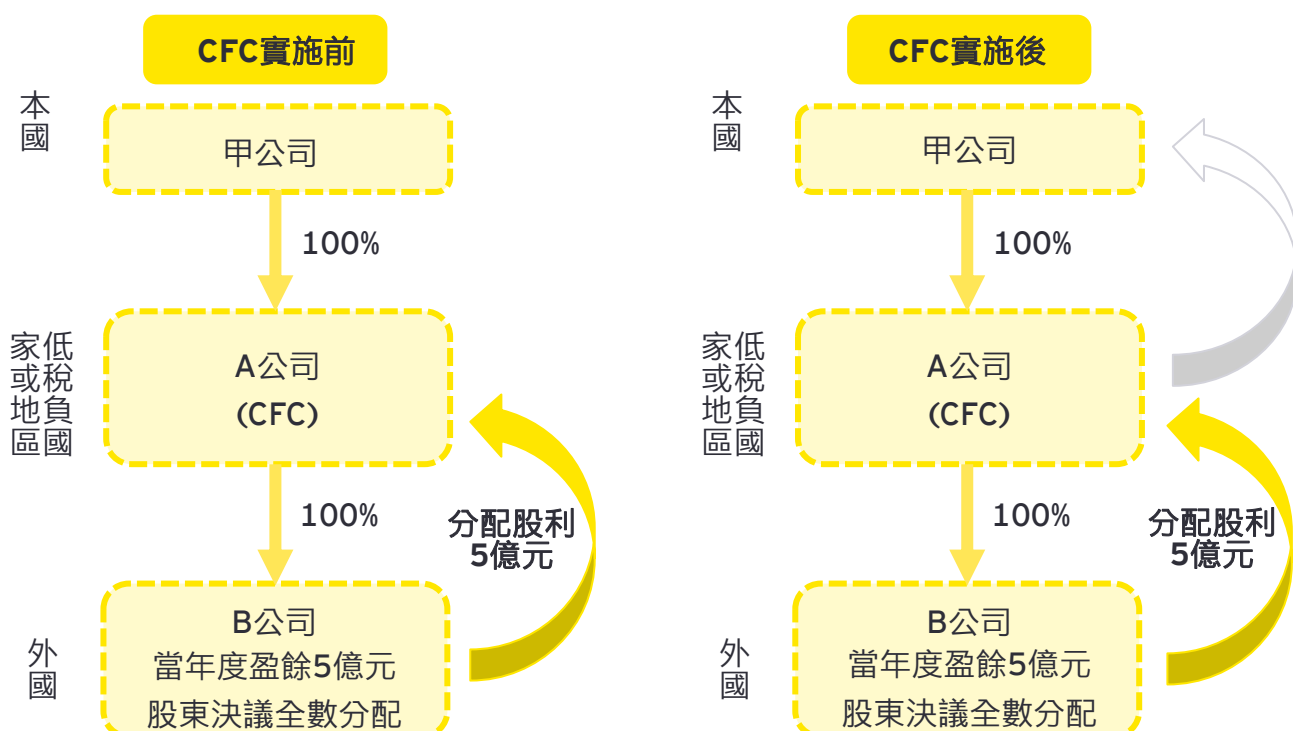 CFC實施前
本國
甲公司
100%
低稅負國
家或地區
A公司
(CFC)
100%
分配股利
5億元
外國
B公司
當年度盈餘5億元
股東決議全數分配
CFC實施後
本國
甲公司
100%
低稅負國
家或地區
A公司
(CFC)
100%
分配股利
5億元
外國
B公司
當年度盈餘5億元
股東決議全數分配